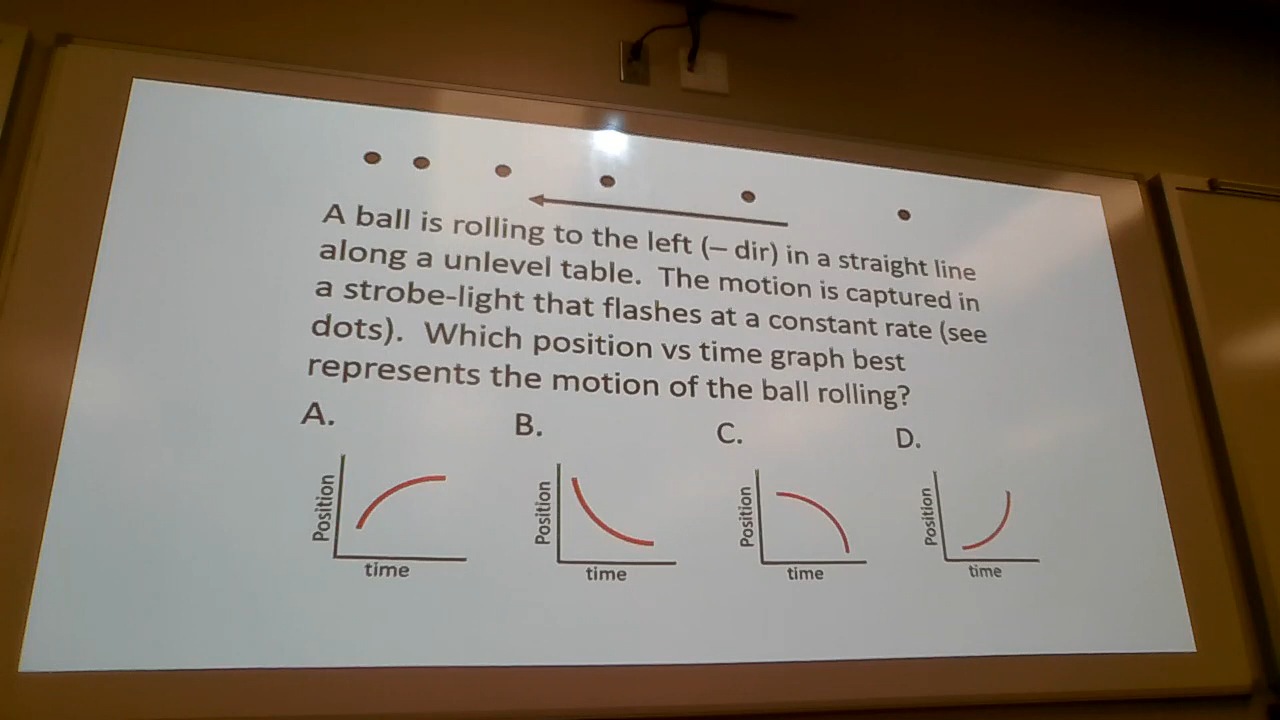 A ball is rolling to the left (– dir) in a straight line
along a unlevel table. The motion is captured in
a strobe-light that flashes at a constant rate (see
dots). Which position vs time graph best
represents the motion of the ball rolling?
A. B. C. D.
Position Position Position Position
time time time time